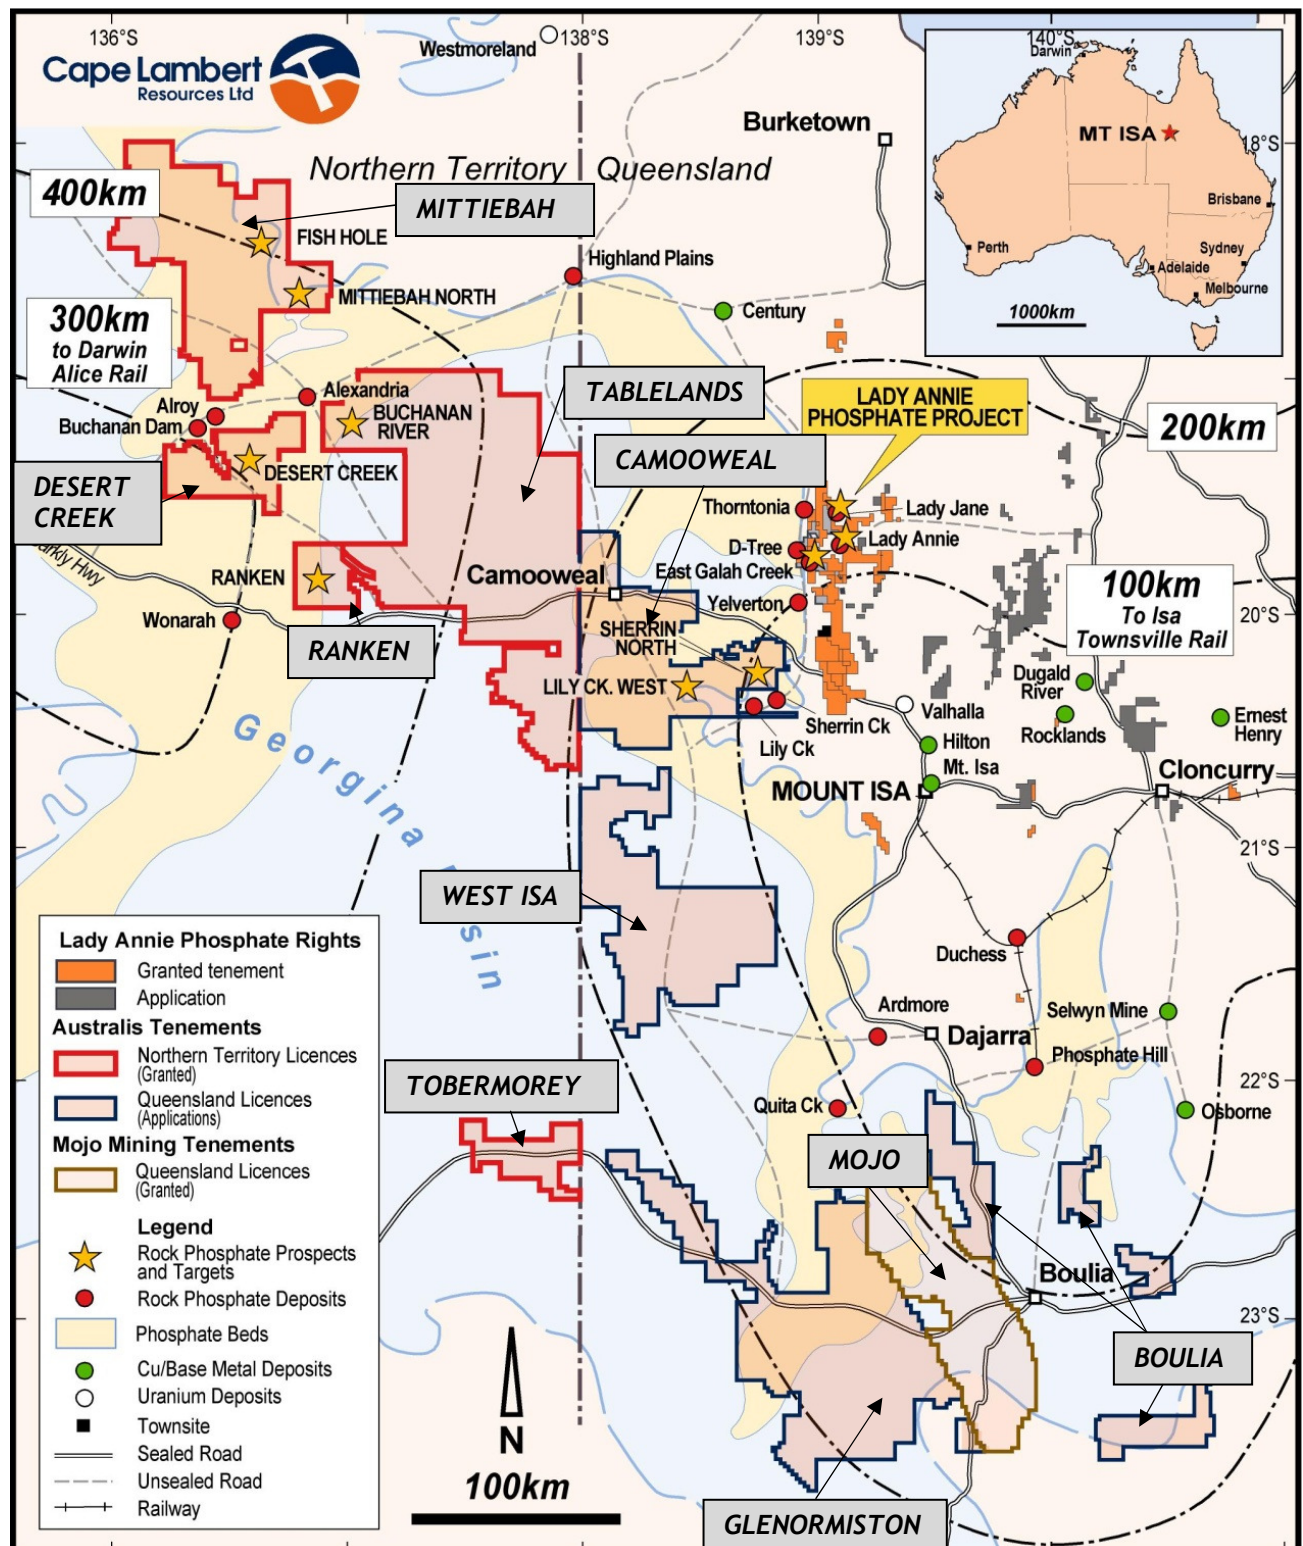 136°S
138°S
139°S
140°S
Westmoreland
Cape Lambert
Resources Ltd
Darwin
MT ISA
Brisbane
Perth
Sydney
Adelaide
Melbourne
1000km
18°S
Burketown
Northern Territory
Queensland
400km
MITTIEBAH
FISH HOLE
MITTIEBAH NORTH
Highland Plains
Century
300km
to Darwin
Alice Rail
Alexandria
Alroy
Buchanan Dam
BUCHANAN
RIVER
TABLELANDS
LADY ANNIE
PHOSPHATE PROJECT
200km
DESERT CREEK
DESERT
CREEK
CAMOOWEAL
Thorntonia
Lady Jane
D-Tree
Lady Annie
East Galah Creek
Yelverton
100km
To Isa
Townsville Rail
20°S
Hwy
RANKEN
Wonarah
RANKEN
Camooweal
SHERRIN
NORTH
LILY CK. WEST
Sherrin Ck
Lily Ck
Valhalla
Dugald
River
Rocklands
Ernest
Henry
Hilton
Mt. Isa
MOUNT ISA
Cloncurry
21°S
Georgina Basin
WEST ISA
Duchess
Ardmore
Dajarra
Selwyn Mine
Phosphate Hill
22°S
Osborne
Quita Ck
TOBERMOREY
MOJO
Boulia
23°S
BOULIA
GLENORMISTON
Lady Annie Phosphate Rights
Granted tenement
Application
Australis Tenements
Northern Territory Licences
(Granted)
Queensland Licences
(Applications)
Mojo Mining Tenements
Queensland Licences
(Granted)
Legend
Rock Phosphate Prospects
and Targets
Rock Phosphate Deposits
Phosphate Beds
Cu/Base Metal Deposits
Uranium Deposits
Townsite
Sealed Road
Unsealed Road
Railway
N
100km